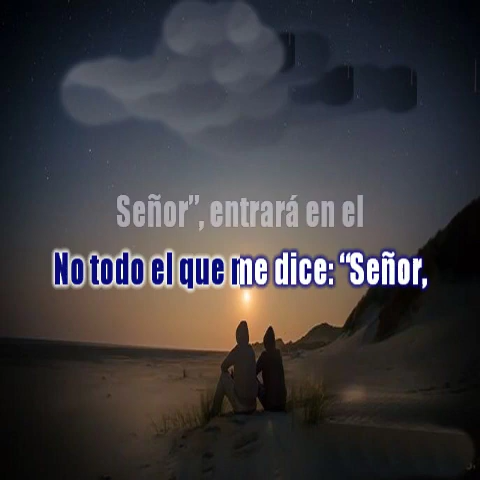 Señor”, entrará en el
No todo el que me dice: “Señor,